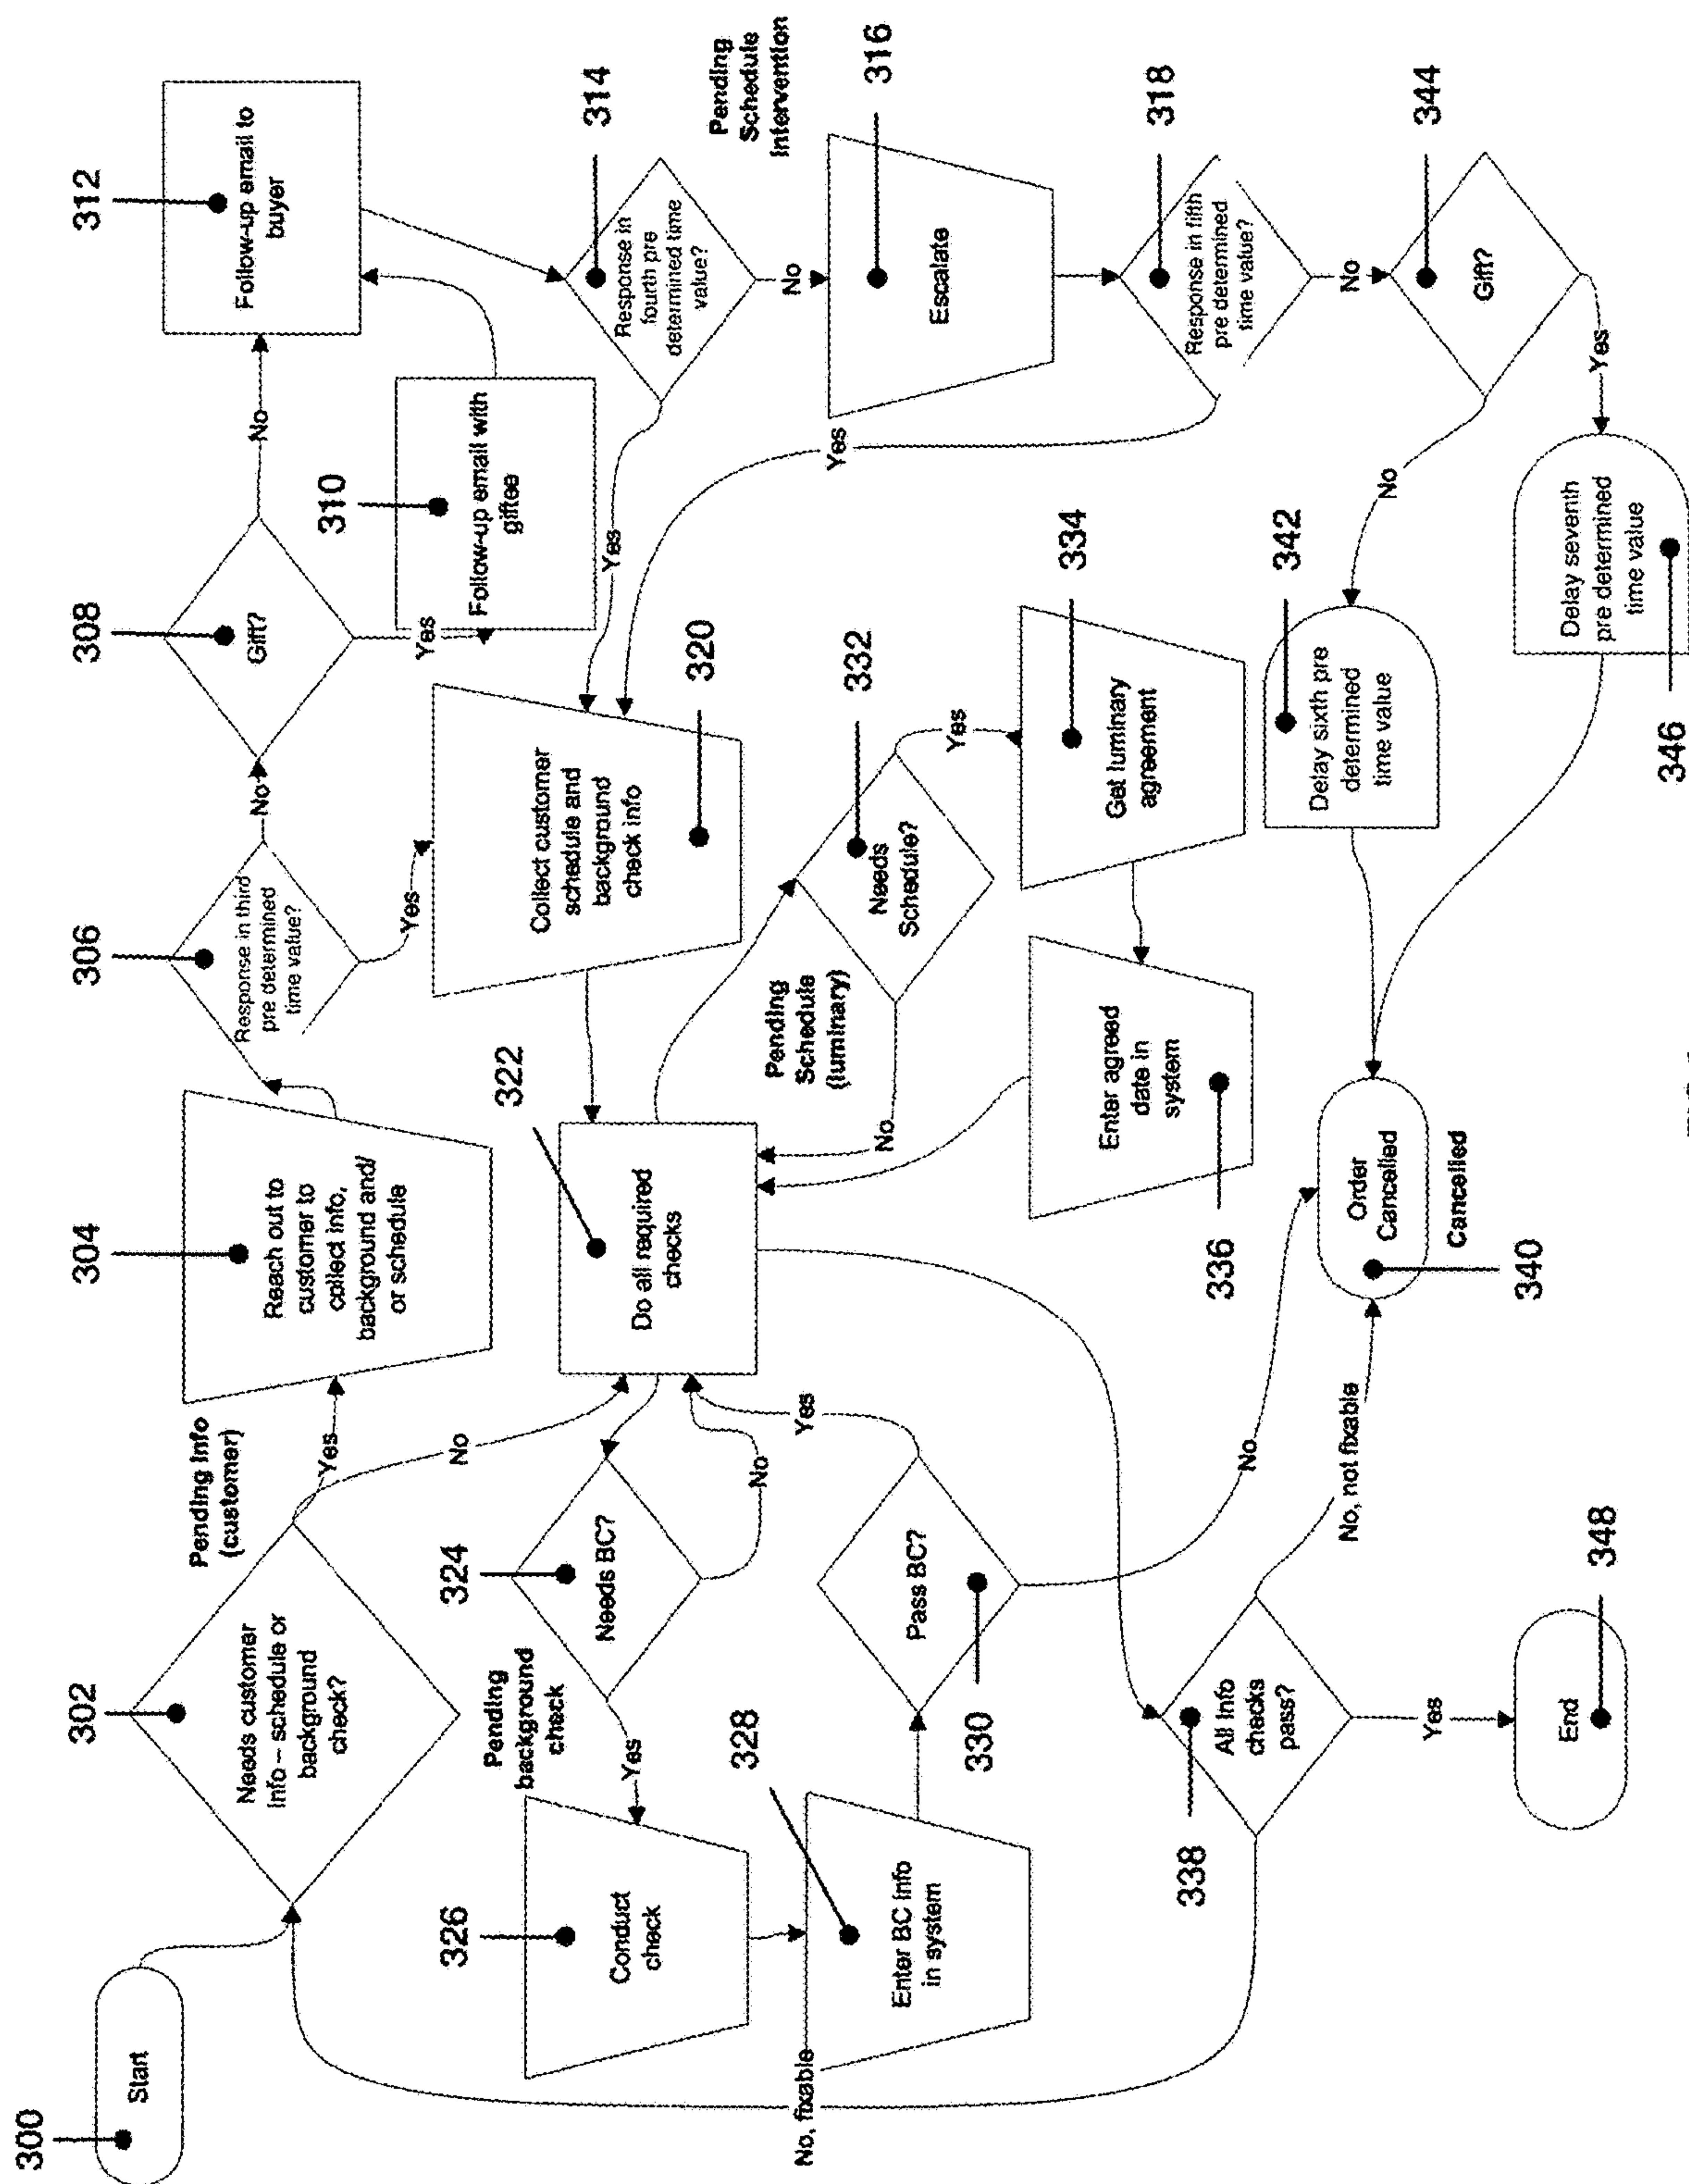 300
Start
302
Needs customer
info – schedule or
background
check?
Pending info
(customer)
Yes
No
304
Reach out to
customer to
collect info,
background and/
or schedule
306
Response in third
pre determined
time value?
No
Yes
308
Gift?
No
Yes
310
Follow-up email with
giftee
312
Follow-up email to
buyer
314
Response in
fourth pre
determined time
value?
Yes
No
Pending
Schedule
Intervention
316
Escalate
318
Response in fifth
pre determined
time value?
Yes
No
344
Gift?
No
Yes
320
Collect customer
schedule and
background
check info
322
Do all required
checks
324
Needs BC?
No
Yes
Pending
background
check
326
Conduct
check
328
Enter BC info
in system
330
Pass BC?
Yes
No
332
Needs
Schedule?
Pending
Schedule
(luminary)
No
Yes
334
Get luminary
agreement
336
Enter agreed
date in
system
338
All info
checks
pass?
No, fixable
No, not fixable
Yes
340
Order
Cancelled
Cancelled
342
Delay sixth pre
determined
time value
346
Delay seventh
pre determined
time value
348
End